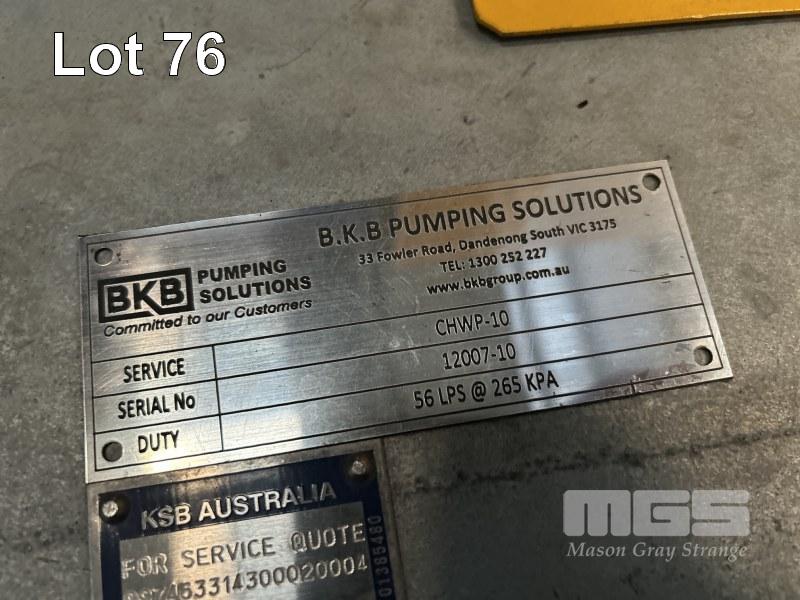 Lot 76
B.K.B PUMPING SOLUTIONS
33 Fowler Road, Dandenong South VIC 3175
TEL: 1300 252 227
www.bkbgroup.com.au
BKB PUMPING SOLUTIONS
Committed to our Customers
SERVICE CHWP-10
SERIAL No 12007-10
DUTY 56 LPS @ 265 KPA
KSB AUSTRALIA
FOR SERVICE QUOTE
01385480
MGS
Mason Gray Strange